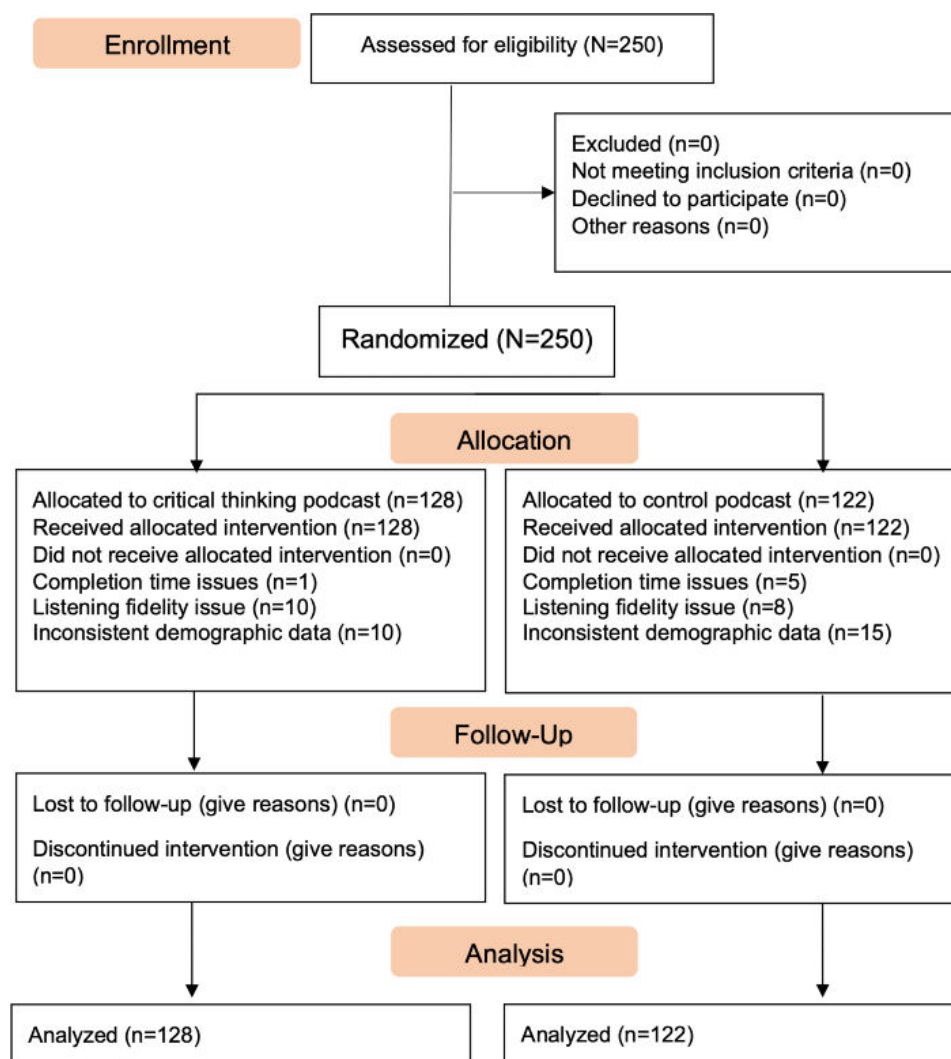 Enrollment
Assessed for eligibility (N=250)
Excluded (n=0)
Not meeting inclusion criteria (n=0)
Declined to participate (n=0)
Other reasons (n=0)
Randomized (N=250)
Allocation
Allocated to critical thinking podcast (n=128)
Received allocated intervention (n=128)
Did not receive allocated intervention (n=0)
Completion time issues (n=1)
Listening fidelity issue (n=10)
Inconsistent demographic data (n=10)
Allocated to control podcast (n=122)
Received allocated intervention (n=122)
Did not receive allocated intervention (n=0)
Completion time issues (n=5)
Listening fidelity issue (n=8)
Inconsistent demographic data (n=15)
Follow-Up
Lost to follow-up (give reasons) (n=0)
Discontinued intervention (give reasons)
(n=0)
Lost to follow-up (give reasons) (n=0)
Discontinued intervention (give reasons)
(n=0)
Analysis
Analyzed (n=128)
Analyzed (n=122)